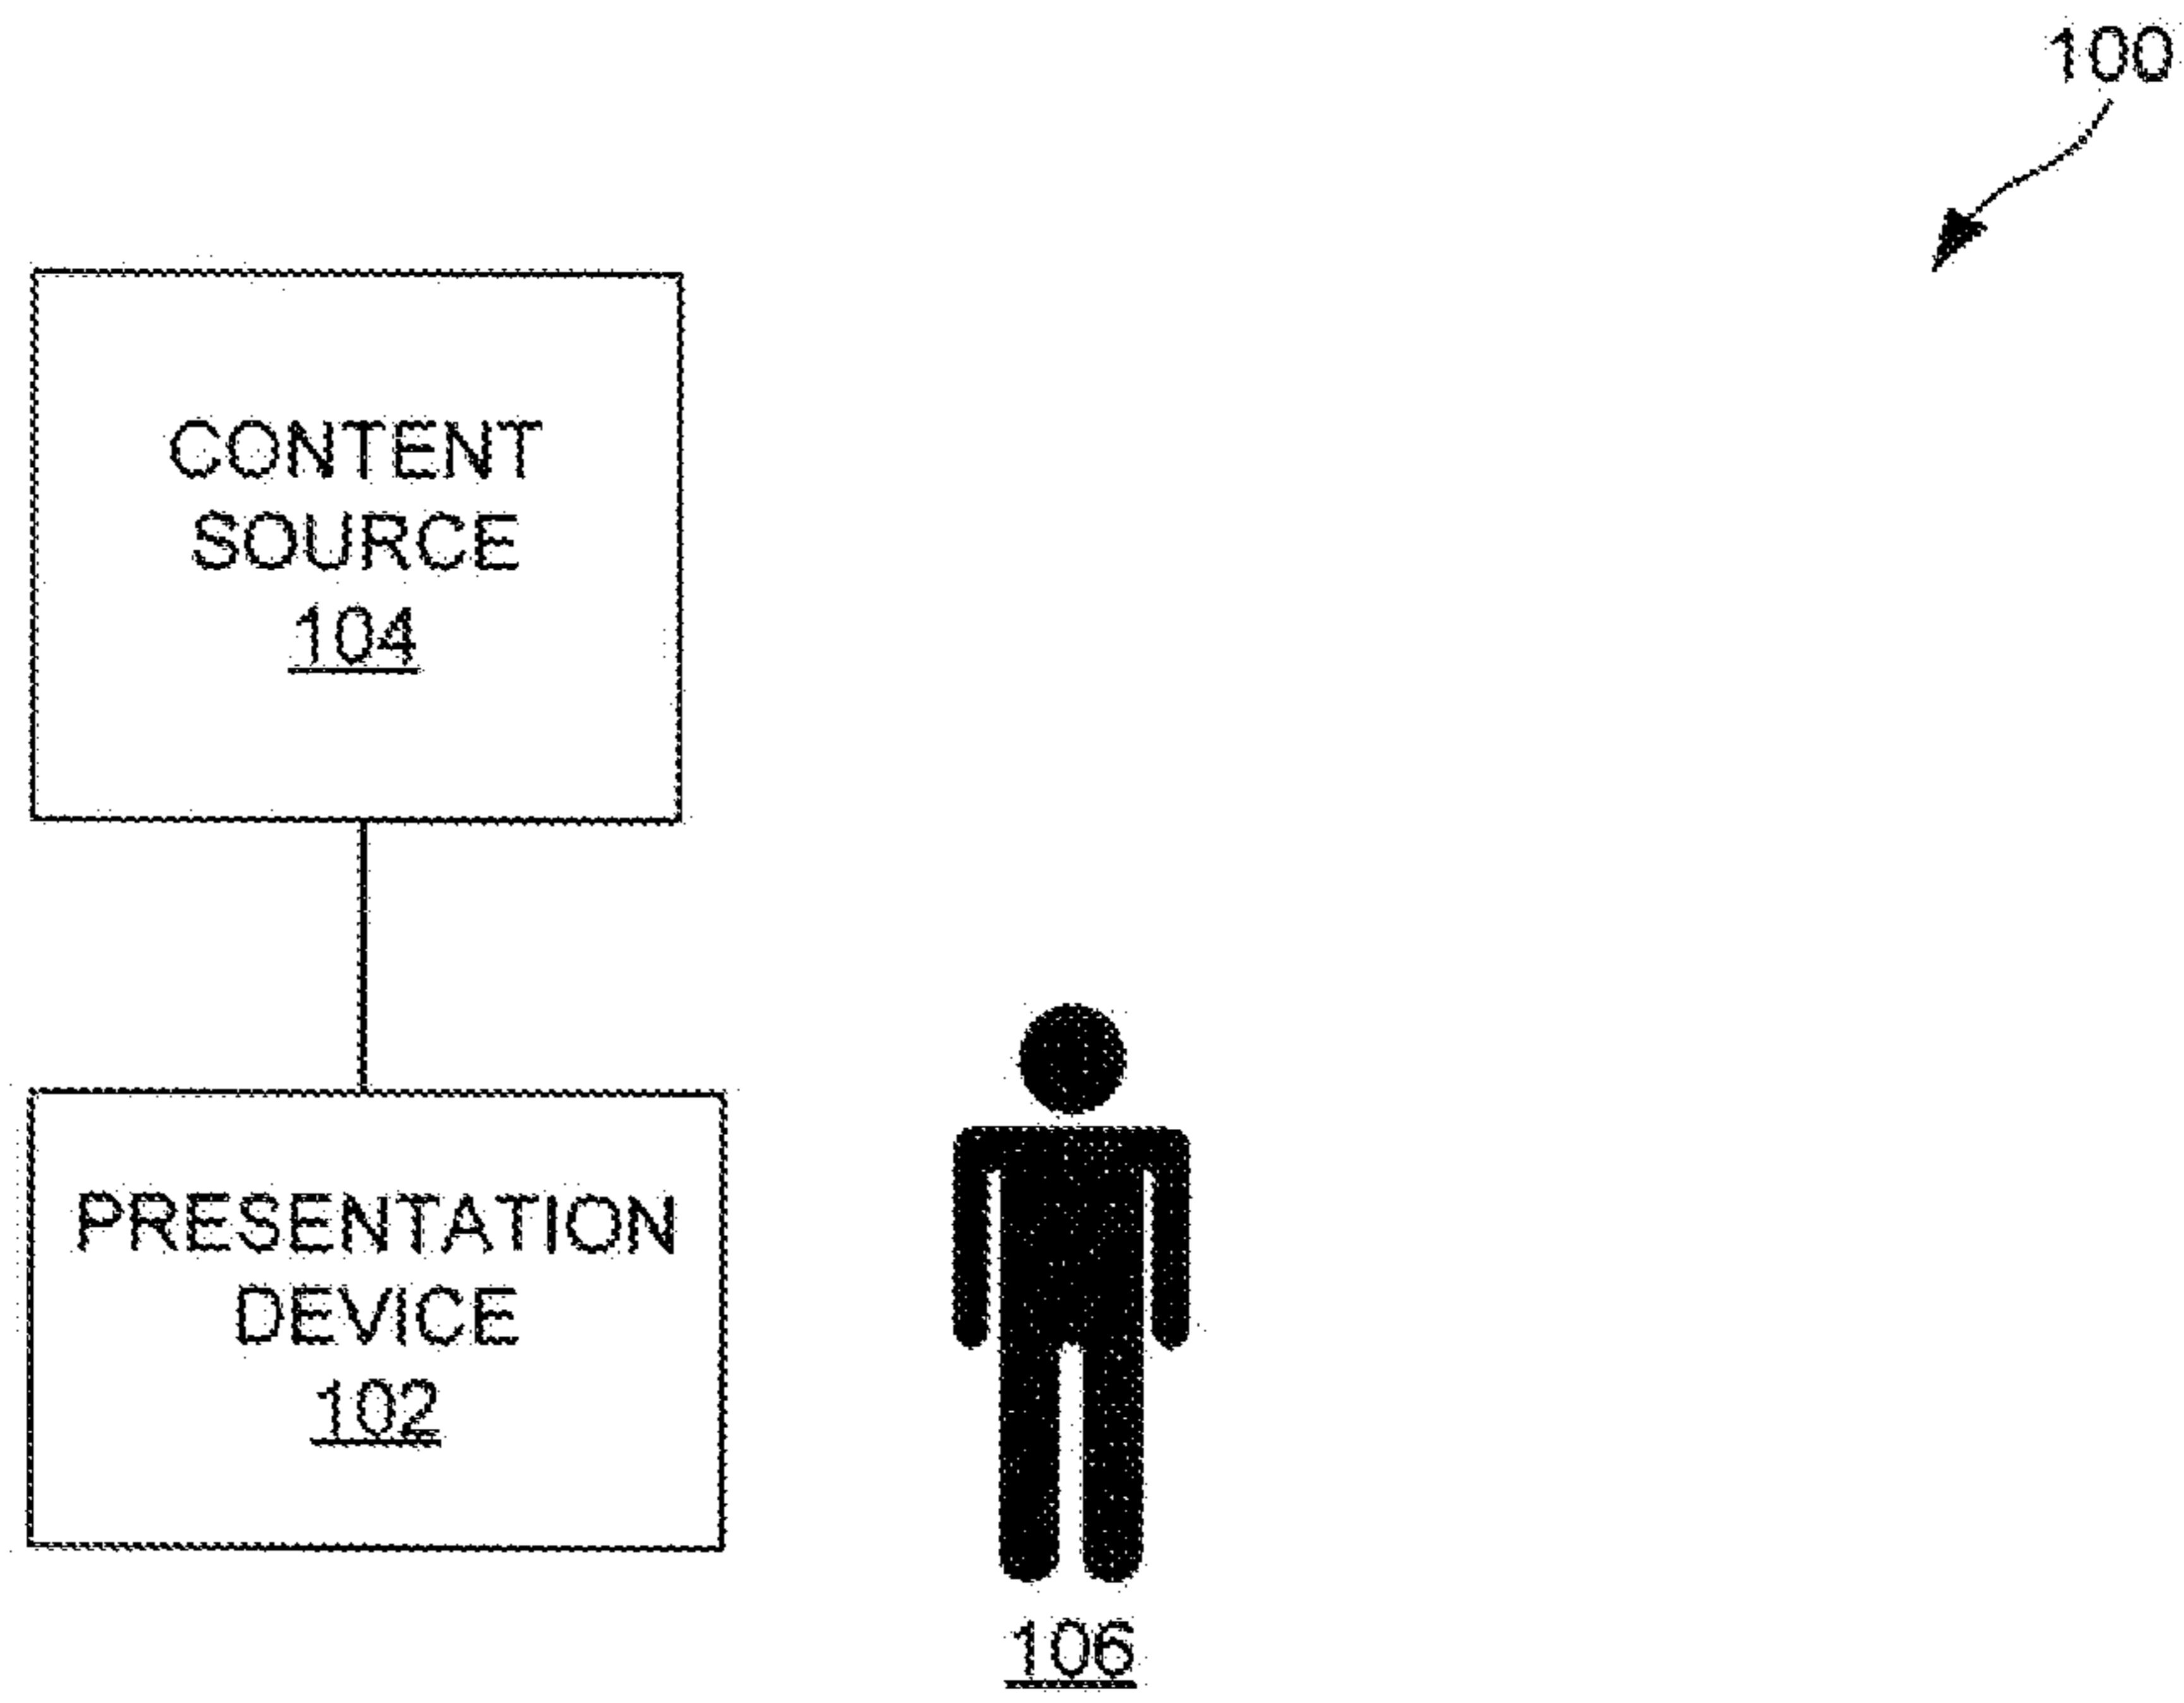 100
CONTENT
SOURCE
104
PRESENTATION
DEVICE
102
106